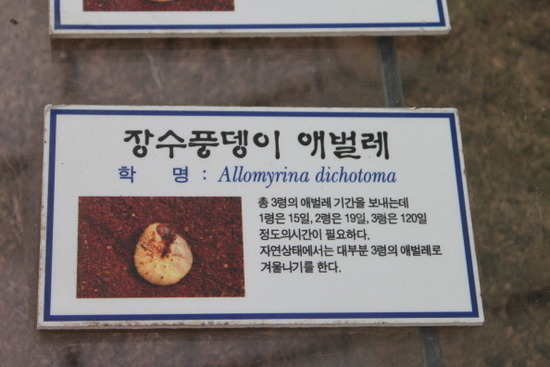 장수풍뎅이 애벌레
학 명 : Allomyrina dichotoma
총 3령의 애벌레 기간을 보내는데
1령은 15일, 2령은 19일, 3령은 120일
정도의시간이 필요하다.
자연상태에서는 대부분 3령의 애벌레로
겨울나기를 한다.